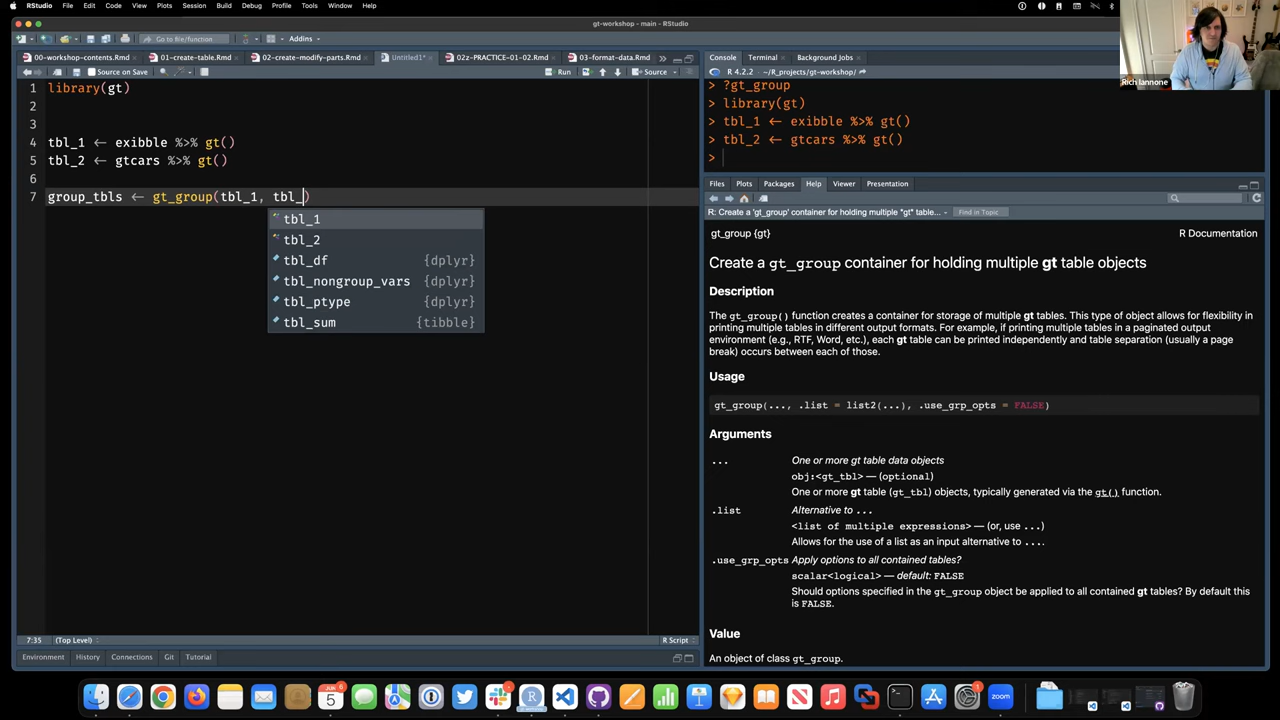 RStudio File Edit Code View Plots Session Build Debug Profile Tools Window Help
gt-workshop - main - RStudio
Go to file/function Addins
00-workshop-contents.Rmd 01-create-table.Rmd 02-create-modify-parts.Rmd Untitled1* 02z-PRACTICE-01-02.Rmd 03-format-data.Rmd
Source on Save Run Source
1 library(gt)
2
3
4 tbl_1 ← exibble %>% gt()
5 tbl_2 ← gtcars %>% gt()
6
7 group_tbls ← gt_group(tbl_1, tbl_)
tbl_1
tbl_2
tbl_df {dplyr}
tbl_nongroup_vars {dplyr}
tbl_ptype {dplyr}
tbl_sum {tibble}
7:35 (Top Level) R Script
Environment History Connections Git Tutorial
Console Terminal Background Jobs
R 4.2.2 · ~/R_projects/gt-workshop/
> ?gt_group
> library(gt)
> tbl_1 ← exibble %>% gt()
> tbl_2 ← gtcars %>% gt()
>
Rich Iannone
Files Plots Packages Help Viewer Presentation
R: Create a 'gt_group' container for holding multiple *gt* table... Find in Topic
gt_group {gt} R Documentation
Create a gt_group container for holding multiple gt table objects
Description
The gt_group() function creates a container for storage of multiple gt tables. This type of object allows for flexibility in
printing multiple tables in different output formats. For example, if printing multiple tables in a paginated output
environment (e.g., RTF, Word, etc.), each gt table can be printed independently and table separation (usually a page
break) occurs between each of those.
Usage
gt_group(..., .list = list2(...), .use_grp_opts = FALSE)
Arguments
... One or more gt table data objects
obj:<gt_tbl> — (optional)
One or more gt table (gt_tbl) objects, typically generated via the gt() function.
.list Alternative to ...
<list of multiple expressions> — (or, use ...)
Allows for the use of a list as an input alternative to ....
.use_grp_opts Apply options to all contained tables?
scalar<logical> — default: FALSE
Should options specified in the gt_group object be applied to all contained gt tables? By default this
is FALSE.
Value
An object of class gt_group.